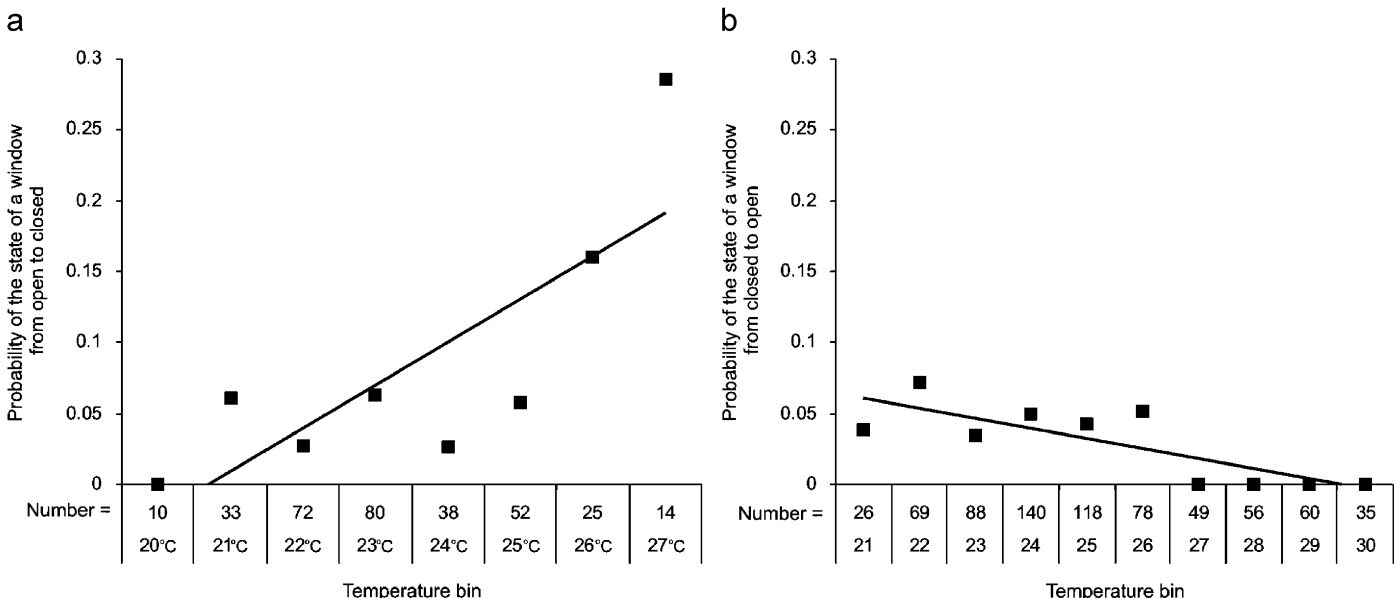 a
Probability of the state of a window
from open to closed
0.3
0.25
0.2
0.15
0.1
0.05
0
Number = 10 33 72 80 38 52 25 14
20°C 21°C 22°C 23°C 24°C 25°C 26°C 27°C
Temperature bin
b
Probability of the state of a window
from closed to open
0.3
0.25
0.2
0.15
0.1
0.05
0
Number = 26 69 88 140 118 78 49 56 60 35
21 22 23 24 25 26 27 28 29 30
Temperature bin